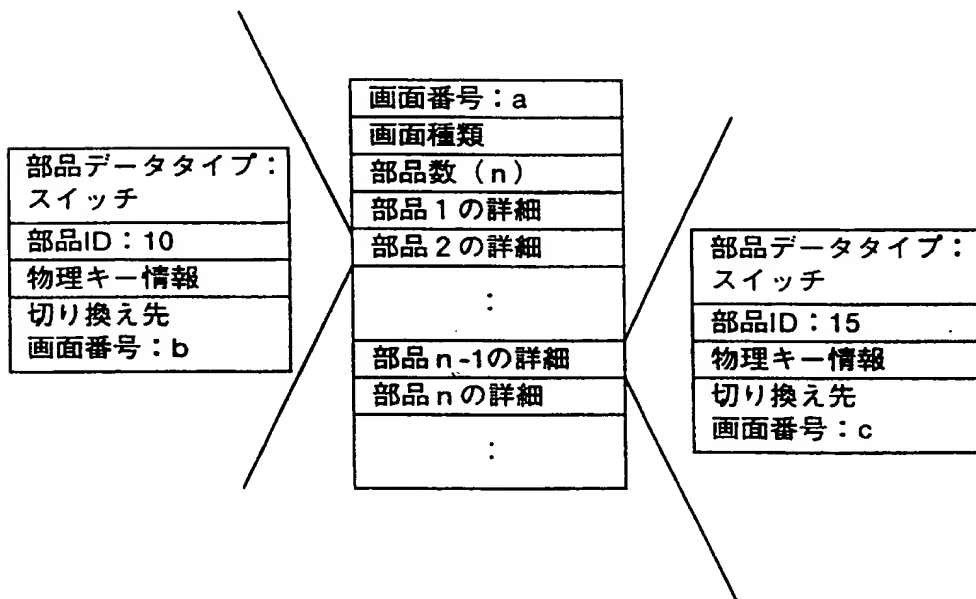 部品データタイプ：
スイッチ
部品ID：10
物理キー情報
切り換え先
画面番号：b
画面番号：a
画面種類
部品数（n）
部品1の詳細
部品2の詳細
：
部品n-1の詳細
部品nの詳細
：
部品データタイプ：
スイッチ
部品ID：15
物理キー情報
切り換え先
画面番号：c